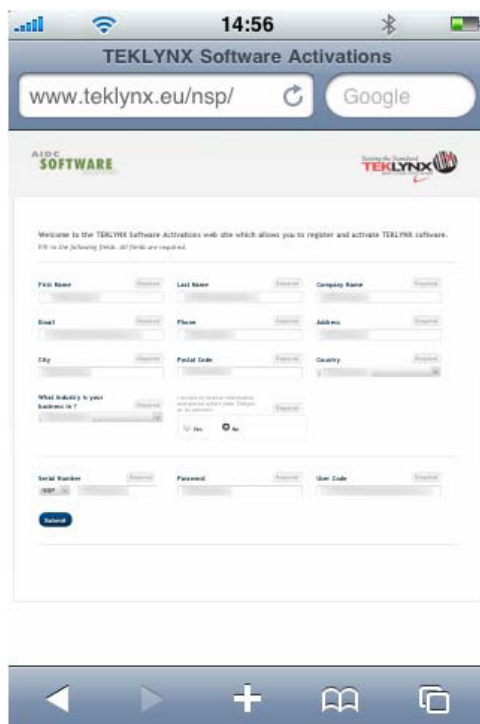 14:56
TEKLYNX Software Activations
www.teklynx.eu/nsp/ Google
AIDC
SOFTWARE
TEKLYNX
Welcome to the TEKLYNX Software Activations web site which allows you to register and activate TEKLYNX software.
Fill in the following fields. All fields are required.
First Name Required Last Name Required Company Name Required
Email Required Phone Required Address Required
City Required Postal Code Required Country Required
What industry is your
business in ? Required
Required
Yes No
Serial Number Required Password Required User Code Required
NSP
Submit